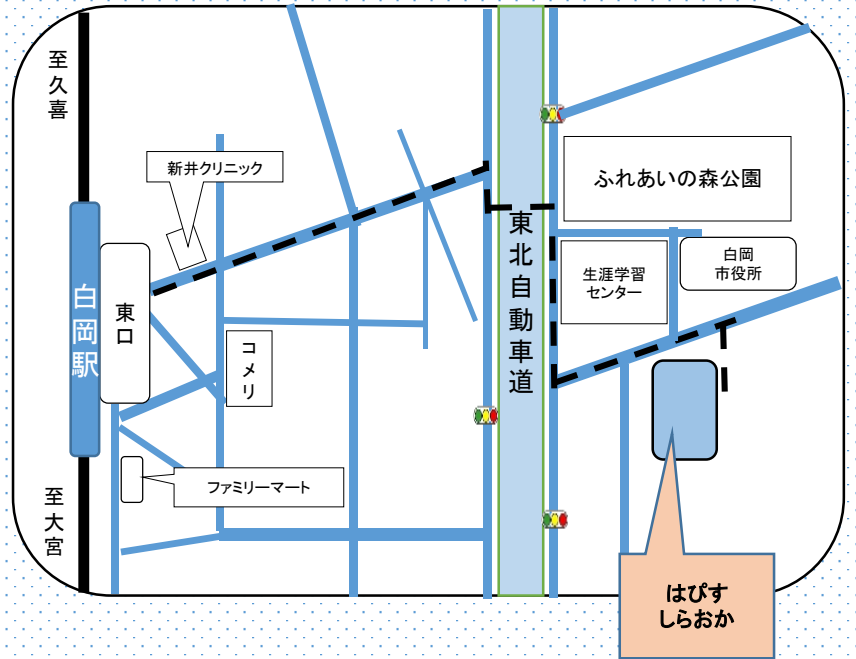 至久喜
新井クリニック
ふれあいの森公園
東北自動車道
白岡
市役所
生涯学習
センター
白岡駅
東口
コメリ
ファミリーマート
至大宮
はぴす
しらおか